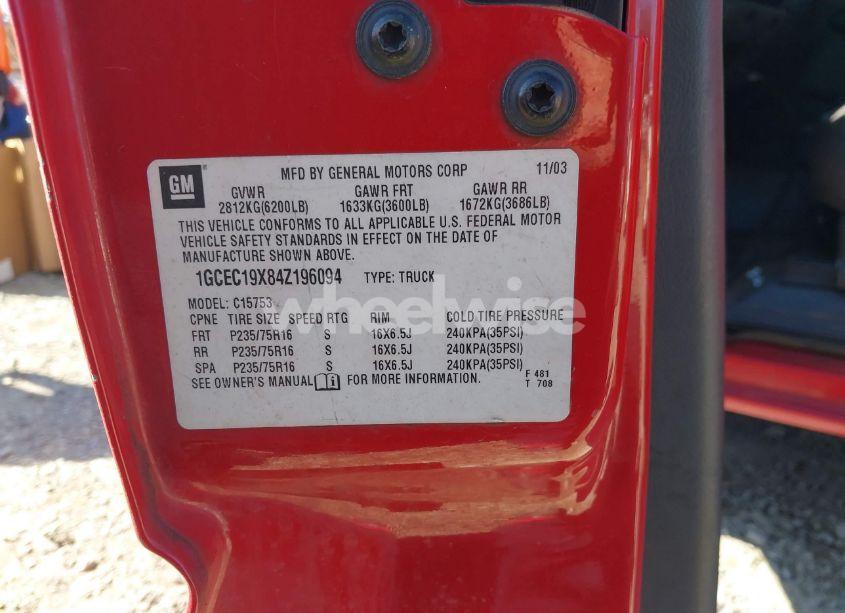 GM
MFD BY GENERAL MOTORS CORP 11/03
GVWR GAWR FRT GAWR RR
2812KG(6200LB) 1633KG(3600LB) 1672KG(3686LB)
THIS VEHICLE CONFORMS TO ALL APPLICABLE U.S. FEDERAL MOTOR
VEHICLE SAFETY STANDARDS IN EFFECT ON THE DATE OF
MANUFACTURE SHOWN ABOVE.
1GCEC19X84Z196094 TYPE: TRUCK
MODEL: C15753
wheelwise
CPNE TIRE SIZE SPEED RTG RIM COLD TIRE PRESSURE
FRT P235/75R16 S 16X6.5J 240KPA(35PSI)
RR P235/75R16 S 16X6.5J 240KPA(35PSI)
SPA P235/75R16 S 16X6.5J 240KPA(35PSI)
SEE OWNER'S MANUAL FOR MORE INFORMATION.
F 481
T 708